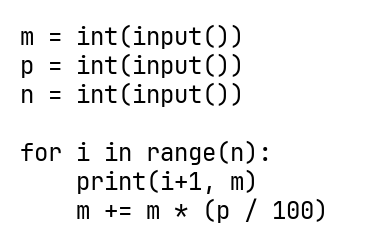 m = int(input())
p = int(input())
n = int(input())

for i in range(n):
    print(i+1, m)
    m += m * (p / 100)